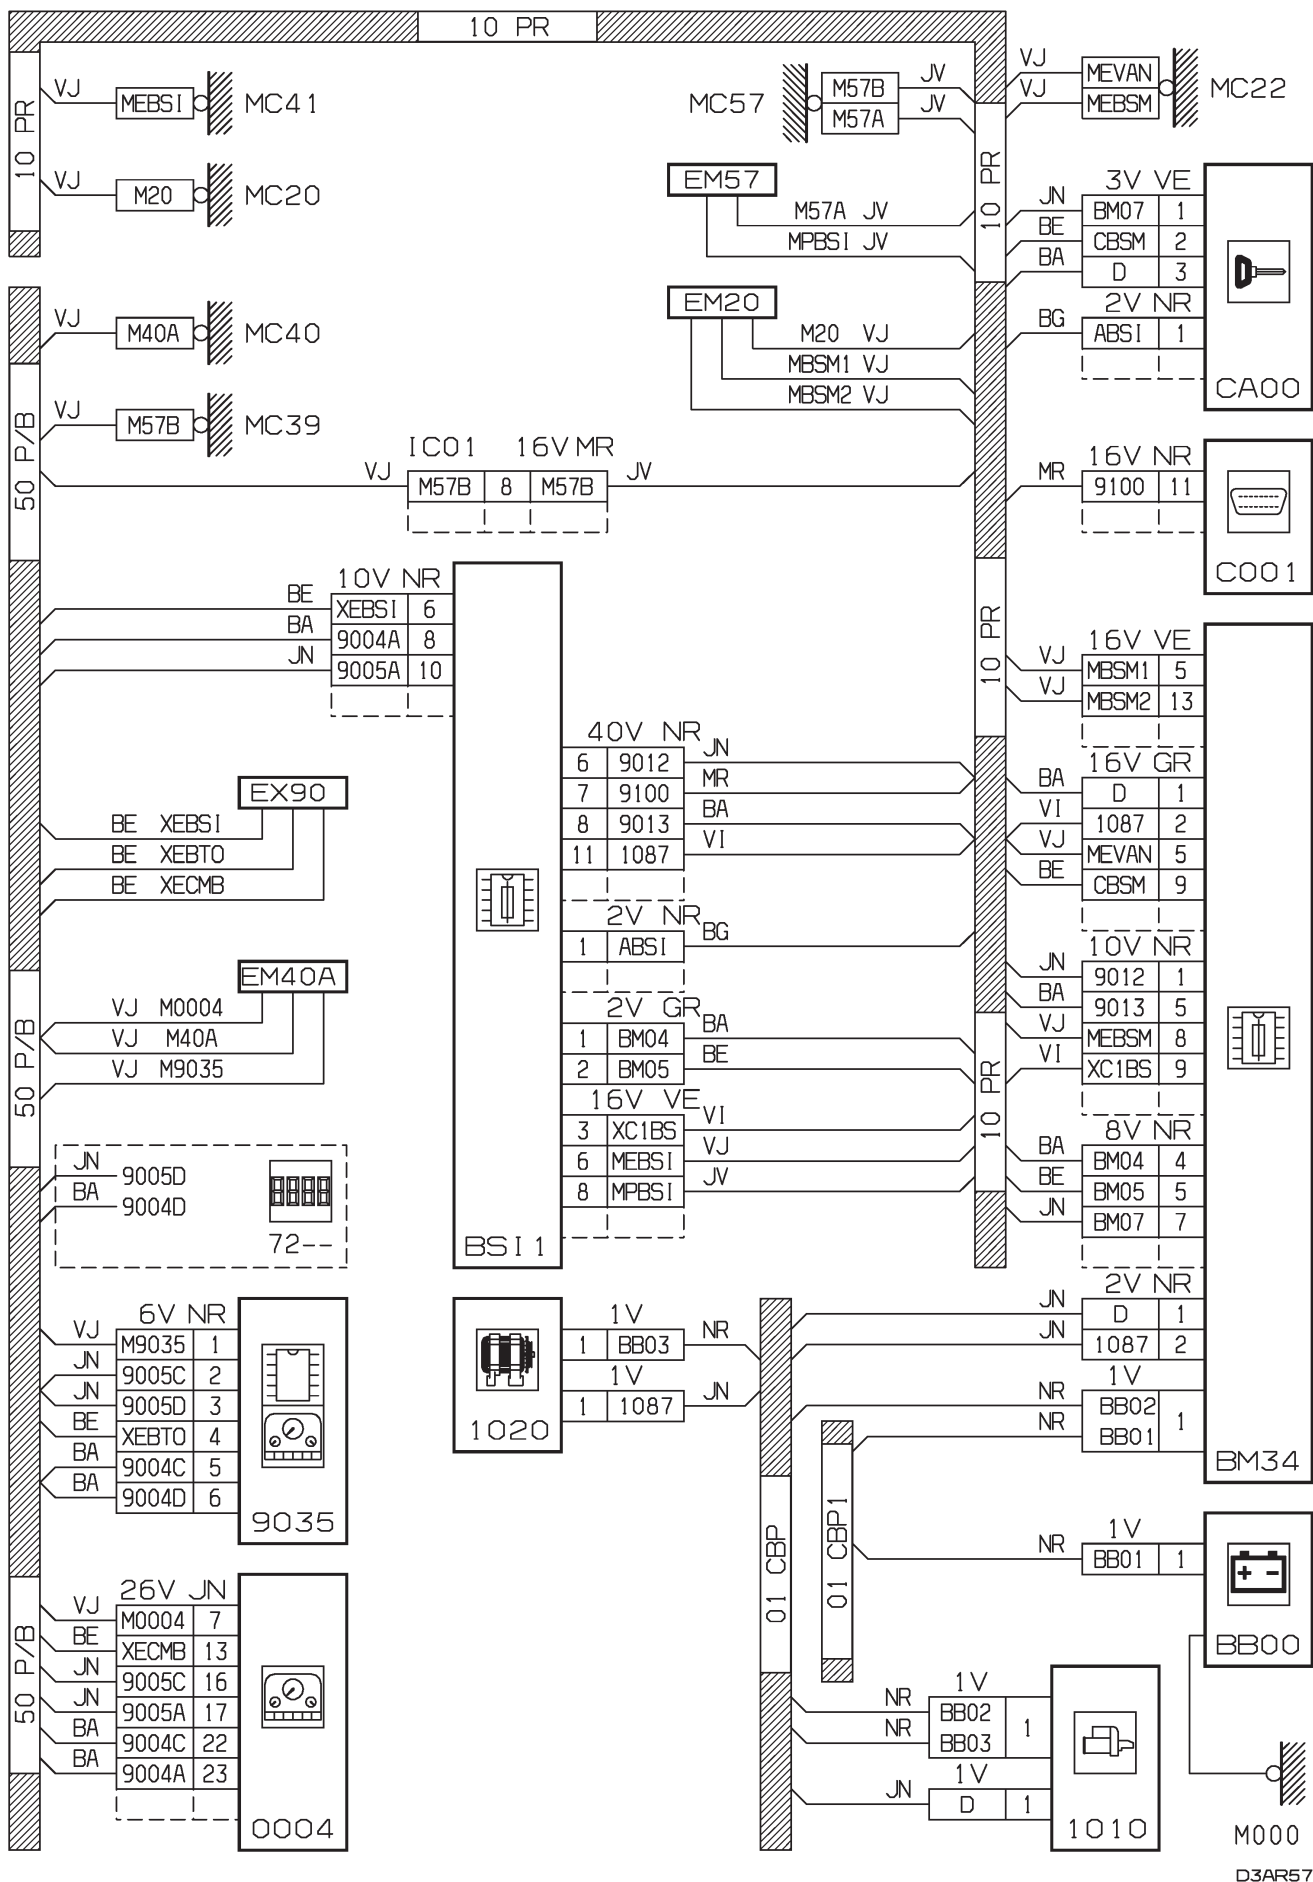 10 PR
10 PR
VJ MEBSI MC41
VJ M20 MC20
MC57 M57B JV
M57A JV
VJ MEVAN MC22
VJ MEBSM
EM57
M57A JV
MPBSI JV
10 PR
3V VE
JN BM07 1
BE CBSM 2
BA D 3
2V NR
BG ABSI 1
CA00
EM20
M20 VJ
MBSM1 VJ
MBSM2 VJ
VJ M40A MC40
VJ M57B MC39
50 P/B
IC01 16V MR
VJ M57B 8 M57B JV
16V NR
MR 9100 11
C001
10V NR
BE XEBSI 6
BA 9004A 8
JN 9005A 10
40V NR
6 9012 JN
7 9100 MR
8 9013 BA
11 1087 VI
2V NR
1 ABSI BG
2V GR
1 BM04 BA
2 BM05 BE
16V VE
3 XC1BS VI
6 MEBSI VJ
8 MPBSI JV
BSI1
10 PR
10 PR
16V VE
VJ MBSM1 5
VJ MBSM2 13
16V GR
BA D 1
VI 1087 2
VJ MEVAN 5
BE CBSM 9
10V NR
JN 9012 1
BA 9013 5
VJ MEBSM 8
VI XC1BS 9
8V NR
BA BM04 4
BE BM05 5
JN BM07 7
2V NR
JN D 1
JN 1087 2
1V
NR BB02 1
NR BB01
BM34
EX90
BE XEBSI
BE XEBTO
BE XECMB
EM40A
VJ M0004
VJ M40A
VJ M9035
50 P/B
JN 9005D
BA 9004D
72--
6V NR
VJ M9035 1
JN 9005C 2
JN 9005D 3
BE XEBTO 4
BA 9004C 5
BA 9004D 6
9035
1V
1 BB03 NR
1V
1 1087 JN
1020
50 P/B
26V JN
VJ M0004 7
BE XECMB 13
JN 9005C 16
JN 9005A 17
BA 9004C 22
BA 9004A 23
0004
01 CBP
01 CBP1
1V
NR BB01 1
+ -
BB00
1V
NR BB02 1
NR BB03
1V
JN D 1
1010
M000
D3AR57